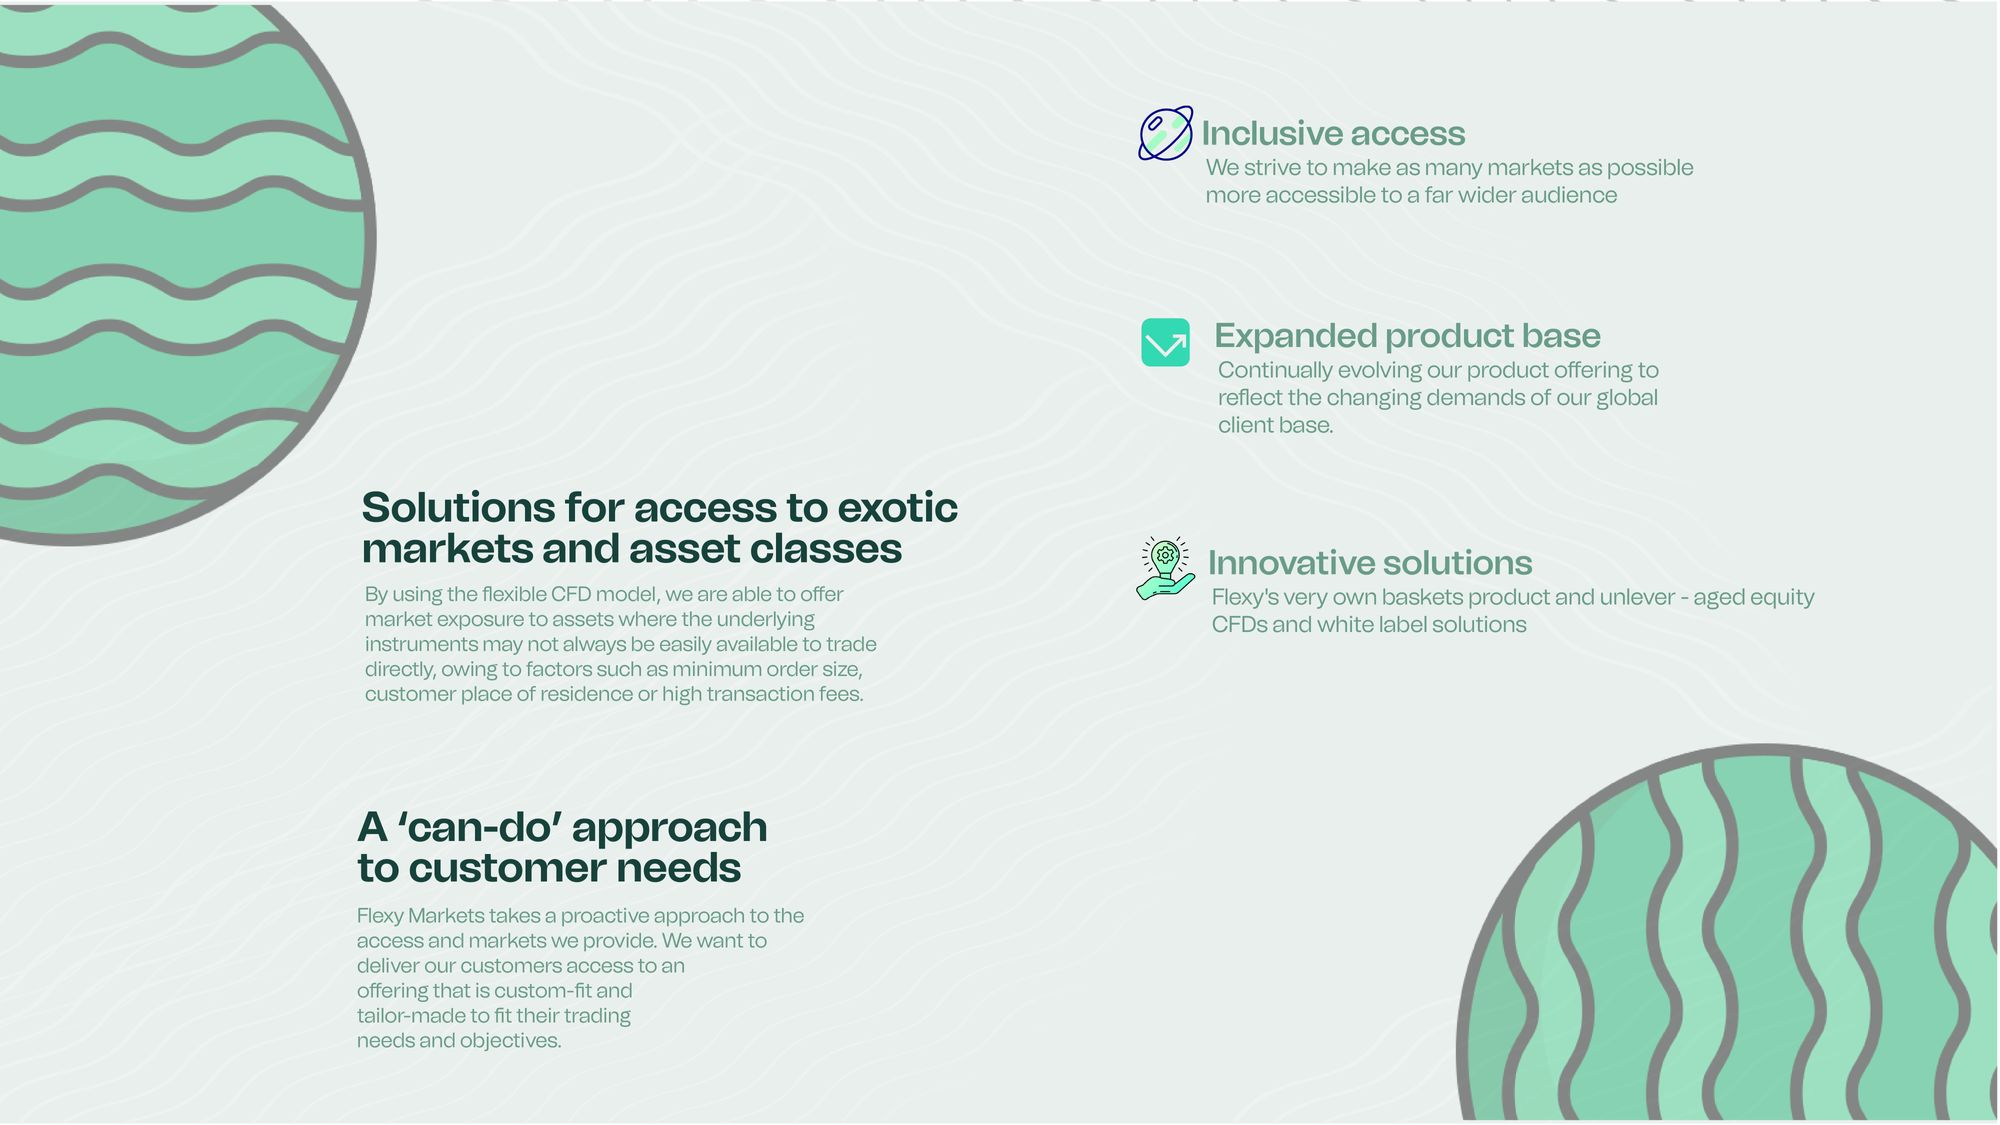 Solutions for access to exotic
markets and asset classes
By using the flexible CFD model, we are able to offer
market exposure to assets where the underlying
instruments may not always be easily available to trade
directly, owing to factors such as minimum order size,
customer place of residence or high transaction fees.
A ‘can-do’ approach
to customer needs
Flexy Markets takes a proactive approach to the
access and markets we provide. We want to
deliver our customers access to an
offering that is custom-fit and
tailor-made to fit their trading
needs and objectives.
Inclusive access
We strive to make as many markets as possible
more accessible to a far wider audience
Expanded product base
Continually evolving our product offering to
reflect the changing demands of our global
client base.
Innovative solutions
Flexy's very own baskets product and unlever - aged equity
CFDs and white label solutions